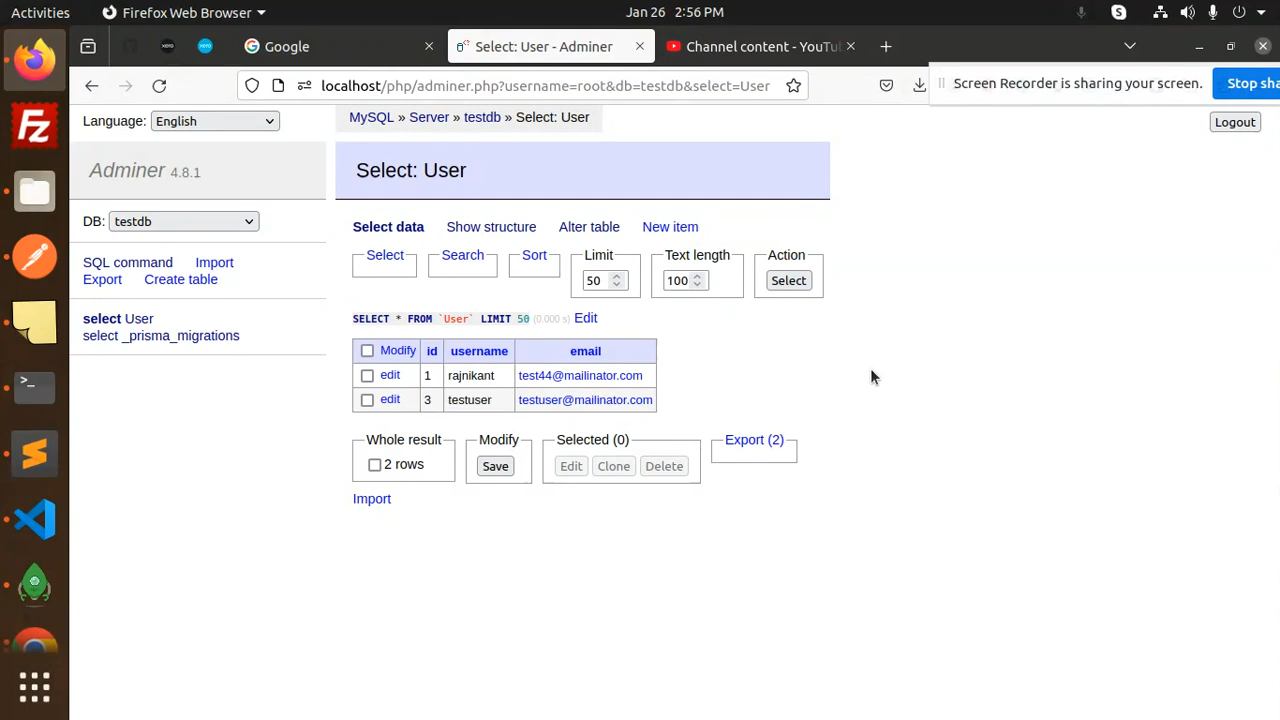 Activities Firefox Web Browser Jan 26 2:56 PM
Google Select: User - Adminer Channel content - YouTu
localhost/php/adminer.php?username=root&db=testdb&select=User
Screen Recorder is sharing your screen. Stop sha
Language: English MySQL » Server » testdb » Select: User Logout
Adminer 4.8.1 Select: User
DB: testdb Select data Show structure Alter table New item
SQL command Import
Export Create table
select User
select _prisma_migrations
Select Search Sort Limit Text length Action
50 100 Select
SELECT * FROM `User` LIMIT 50 (0.000 s) Edit
Modify id username email
edit 1 rajnikant test44@mailinator.com
edit 3 testuser testuser@mailinator.com
Whole result Modify Selected (0) Export (2)
2 rows Save Edit Clone Delete
Import